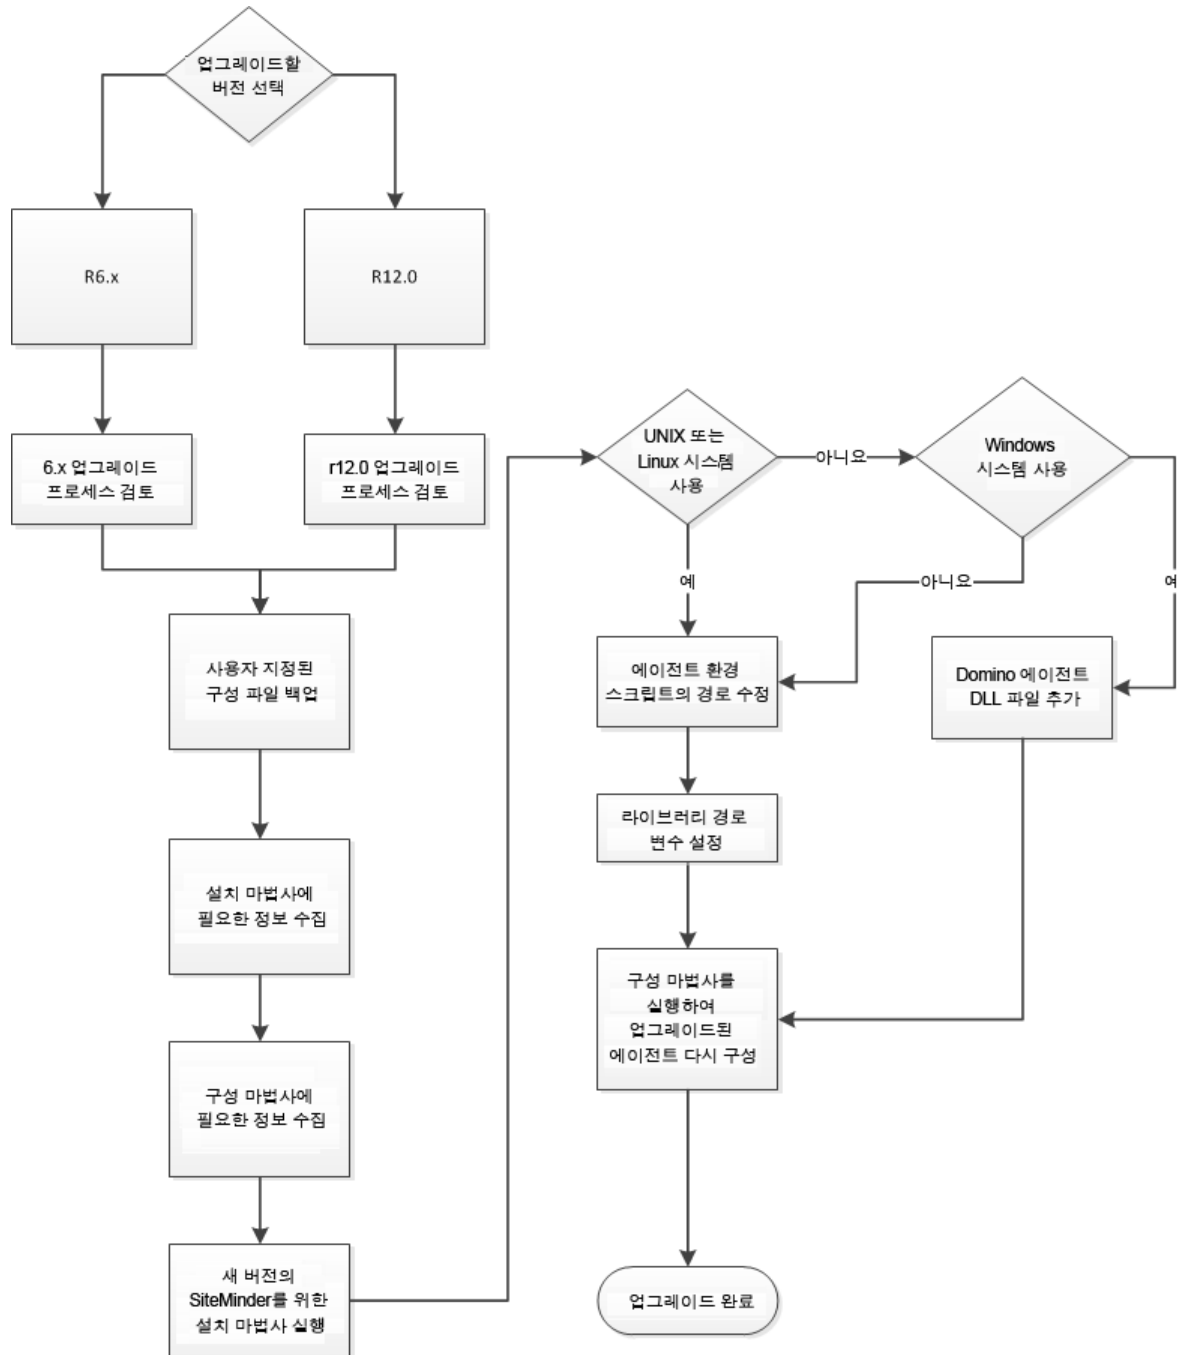 업그레이드할
버전 선택
R6.x
R12.0
6.x 업그레이드
프로세스 검토
r12.0 업그레이드
프로세스 검토
사용자 지정된
구성 파일 백업
설치 마법사에
필요한 정보 수집
구성 마법사에
필요한 정보 수집
새 버전의
SiteMinder를 위한
설치 마법사 실행
UNIX 또는
Linux 시스템
사용
아니요
Windows
시스템 사용
예
아니요
예
에이전트 환경
스크립트의 경로 수정
Domino 에이전트
DLL 파일 추가
라이브러리 경로
변수 설정
구성 마법사를
실행하여
업그레이드된
에이전트 다시 구성
업그레이드 완료